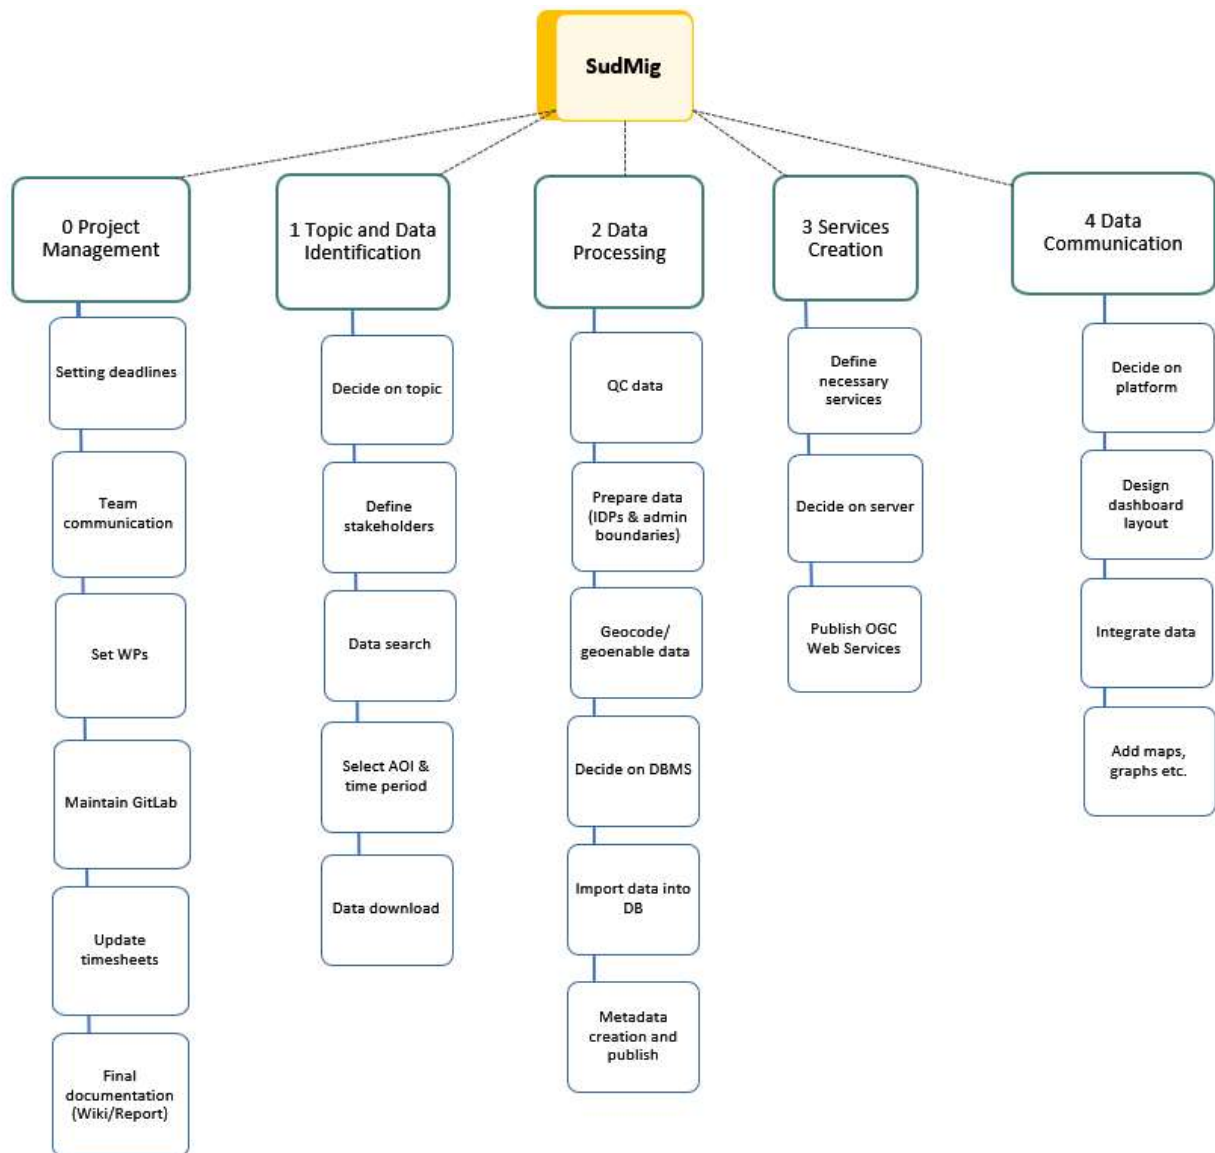 SudMig
0 Project
Management
Setting deadlines
Team
communication
Set WPs
Maintain GitLab
Update
timesheets
Final
documentation
(Wiki/Report)
1 Topic and Data
Identification
Decide on topic
Define
stakeholders
Data search
Select AOI &
time period
Data download
2 Data
Processing
QC data
Prepare data
(IDPs & admin
boundaries)
Geocode/
geoenable data
Decide on DBMS
Import data into
DB
Metadata
creation and
publish
3 Services
Creation
Define
necessary
services
Decide on server
Publish OGC
Web Services
4 Data
Communication
Decide on
platform
Design
dashboard
layout
Integrate data
Add maps,
graphs etc.